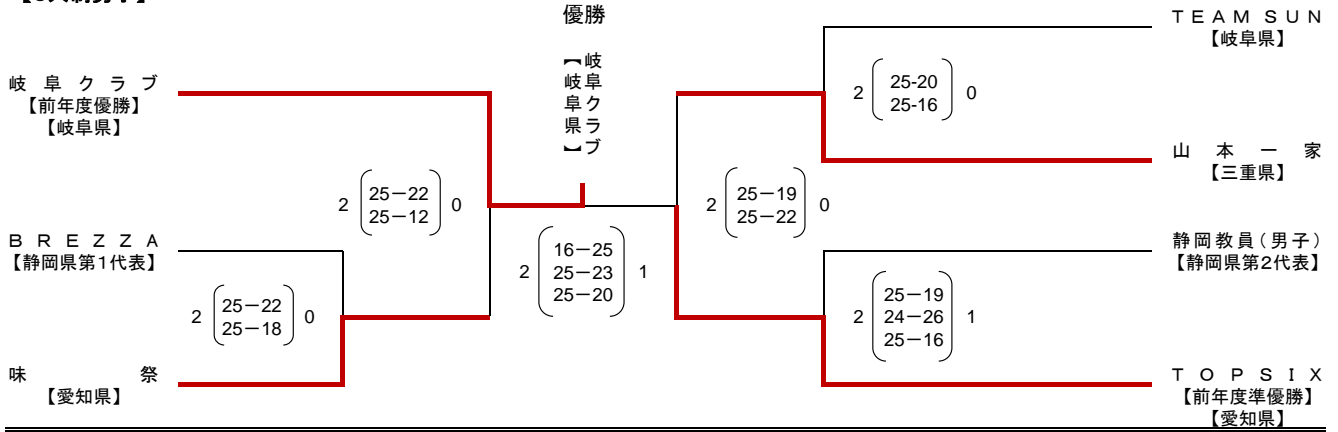 優勝
岐阜クラブ
【岐阜県】
岐阜クラブ
【前年度優勝】
【岐阜県】
2 25－22 0
25－12
BREZZA
【静岡県第1代表】
2 25－22 0
25－18
味祭
【愛知県】
16－25
2 25－23 1
25－20
TEAM SUN
【岐阜県】
2 25-20 0
25-16
山本一家
【三重県】
2 25－19 0
25－22
静岡教員(男子)
【静岡県第2代表】
25－19
2 24－26 1
25－16
TOPSIX
【前年度準優勝】
【愛知県】